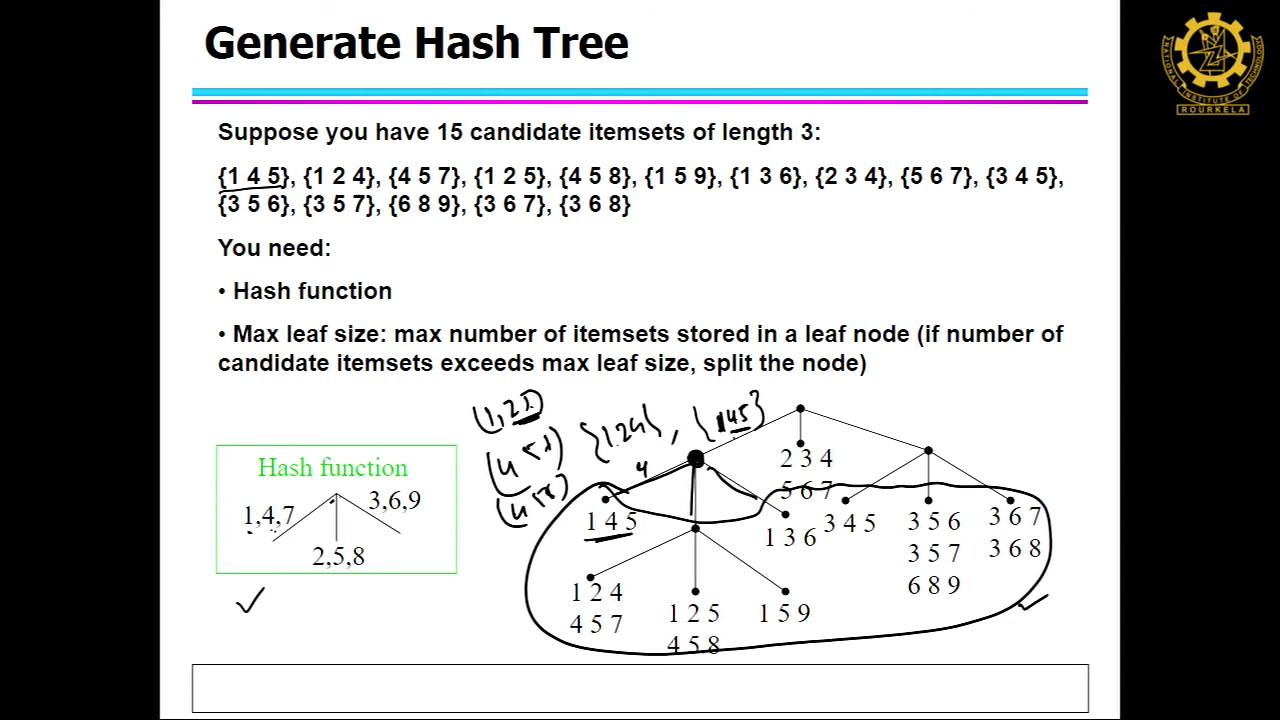 Generate Hash Tree
NATIONAL INSTITUTE OF TECHNOLOGY
ROURKELA
Suppose you have 15 candidate itemsets of length 3:
{1 4 5}, {1 2 4}, {4 5 7}, {1 2 5}, {4 5 8}, {1 5 9}, {1 3 6}, {2 3 4}, {5 6 7}, {3 4 5},
{3 5 6}, {3 5 7}, {6 8 9}, {3 6 7}, {3 6 8}
You need:
• Hash function
• Max leaf size: max number of itemsets stored in a leaf node (if number of
candidate itemsets exceeds max leaf size, split the node)
Hash function
1,4,7
3,6,9
2,5,8
{1 2 4}, {1 4 5}
4
2 3 4
5 6 7
1 4 5
1 3 6
3 4 5
3 5 6
3 5 7
6 8 9
3 6 7
3 6 8
1 2 4
4 5 7
1 2 5
4 5 8
1 5 9